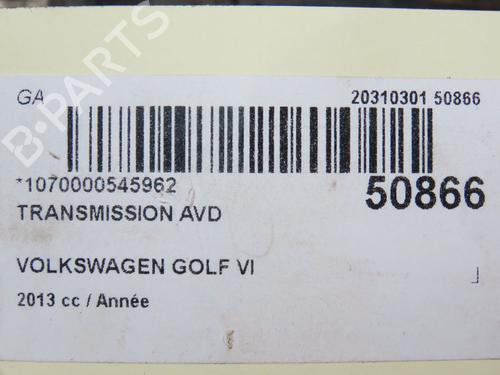 GA
20310301 50866
*1070000545962
50866
TRANSMISSION AVD
VOLKSWAGEN GOLF VI
2013 cc / Année
B-PARTS